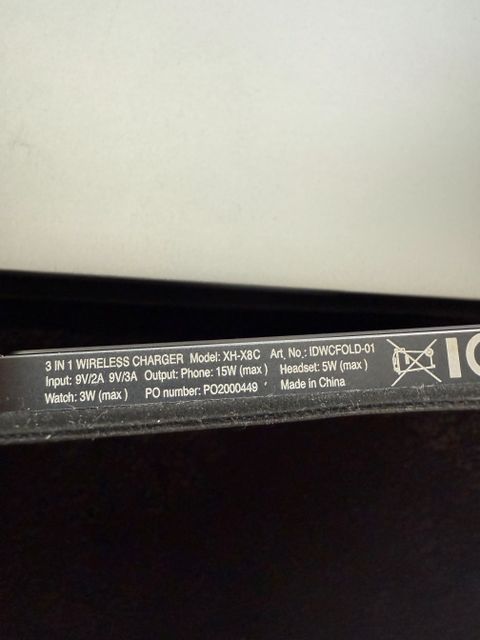 3 IN 1 WIRELESS CHARGER Model: XH-X8C Art. No.: IDWCFOLD-01
Input: 9V/2A 9V/3A Output: Phone: 15W (max) Headset: 5W (max)
Watch: 3W (max) PO number: PO2000449 Made in China